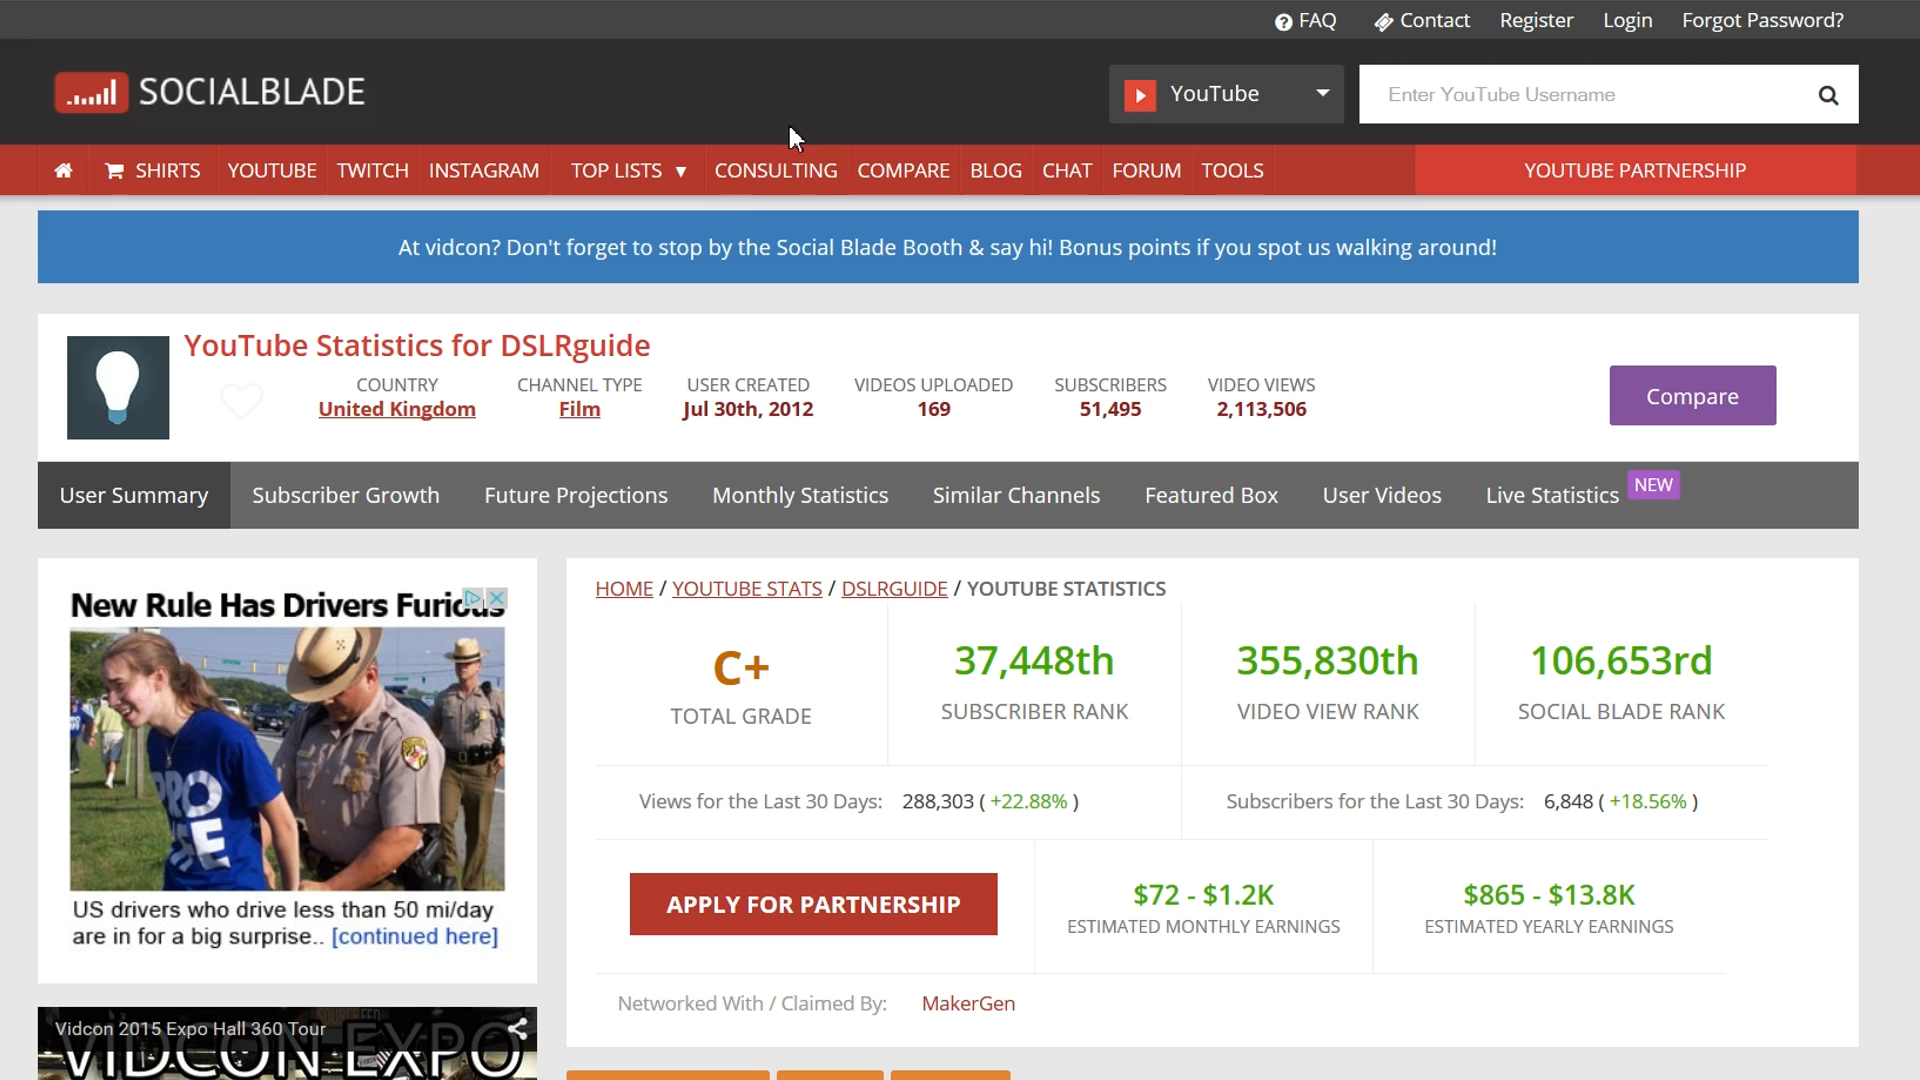 FAQ Contact Register Login Forgot Password?
SOCIALBLADE
YouTube
Enter YouTube Username
SHIRTS YOUTUBE TWITCH INSTAGRAM TOP LISTS ▼ CONSULTING COMPARE BLOG CHAT FORUM TOOLS YOUTUBE PARTNERSHIP
At vidcon? Don't forget to stop by the Social Blade Booth & say hi! Bonus points if you spot us walking around!
YouTube Statistics for DSLRguide
COUNTRY CHANNEL TYPE USER CREATED VIDEOS UPLOADED SUBSCRIBERS VIDEO VIEWS
United Kingdom Film Jul 30th, 2012 169 51,495 2,113,506
Compare
User Summary Subscriber Growth Future Projections Monthly Statistics Similar Channels Featured Box User Videos Live Statistics NEW
New Rule Has Drivers Furious
US drivers who drive less than 50 mi/day
are in for a big surprise.. [continued here]
Vidcon 2015 Expo Hall 360 Tour
VIDCON EXPO
HOME / YOUTUBE STATS / DSLRGUIDE / YOUTUBE STATISTICS
C+ 37,448th 355,830th 106,653rd
TOTAL GRADE SUBSCRIBER RANK VIDEO VIEW RANK SOCIAL BLADE RANK
Views for the Last 30 Days: 288,303 ( +22.88% ) Subscribers for the Last 30 Days: 6,848 ( +18.56% )
APPLY FOR PARTNERSHIP
$72 - $1.2K $865 - $13.8K
ESTIMATED MONTHLY EARNINGS ESTIMATED YEARLY EARNINGS
Networked With / Claimed By: MakerGen